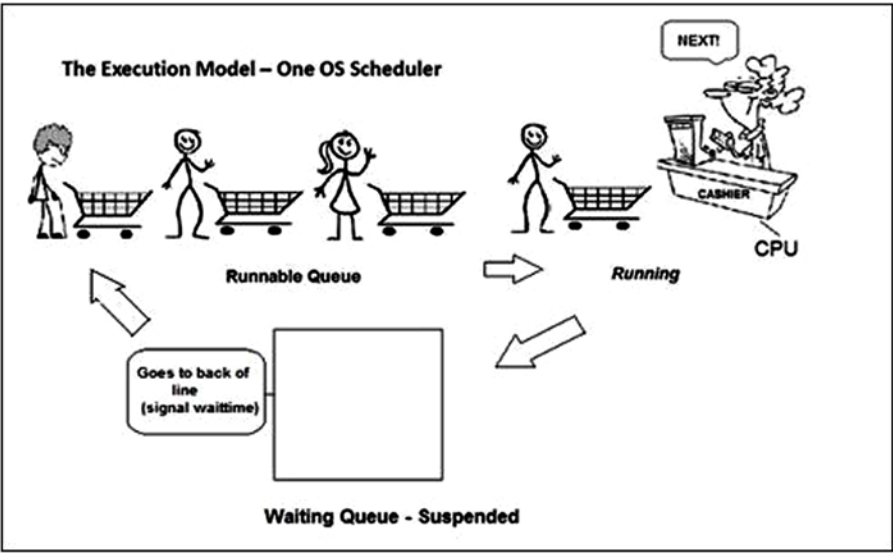 NEXT!
The Execution Model – One OS Scheduler
CASHIER
CPU
Runnable Queue
Running
Goes to back of
line
(signal waittime)
Waiting Queue - Suspended